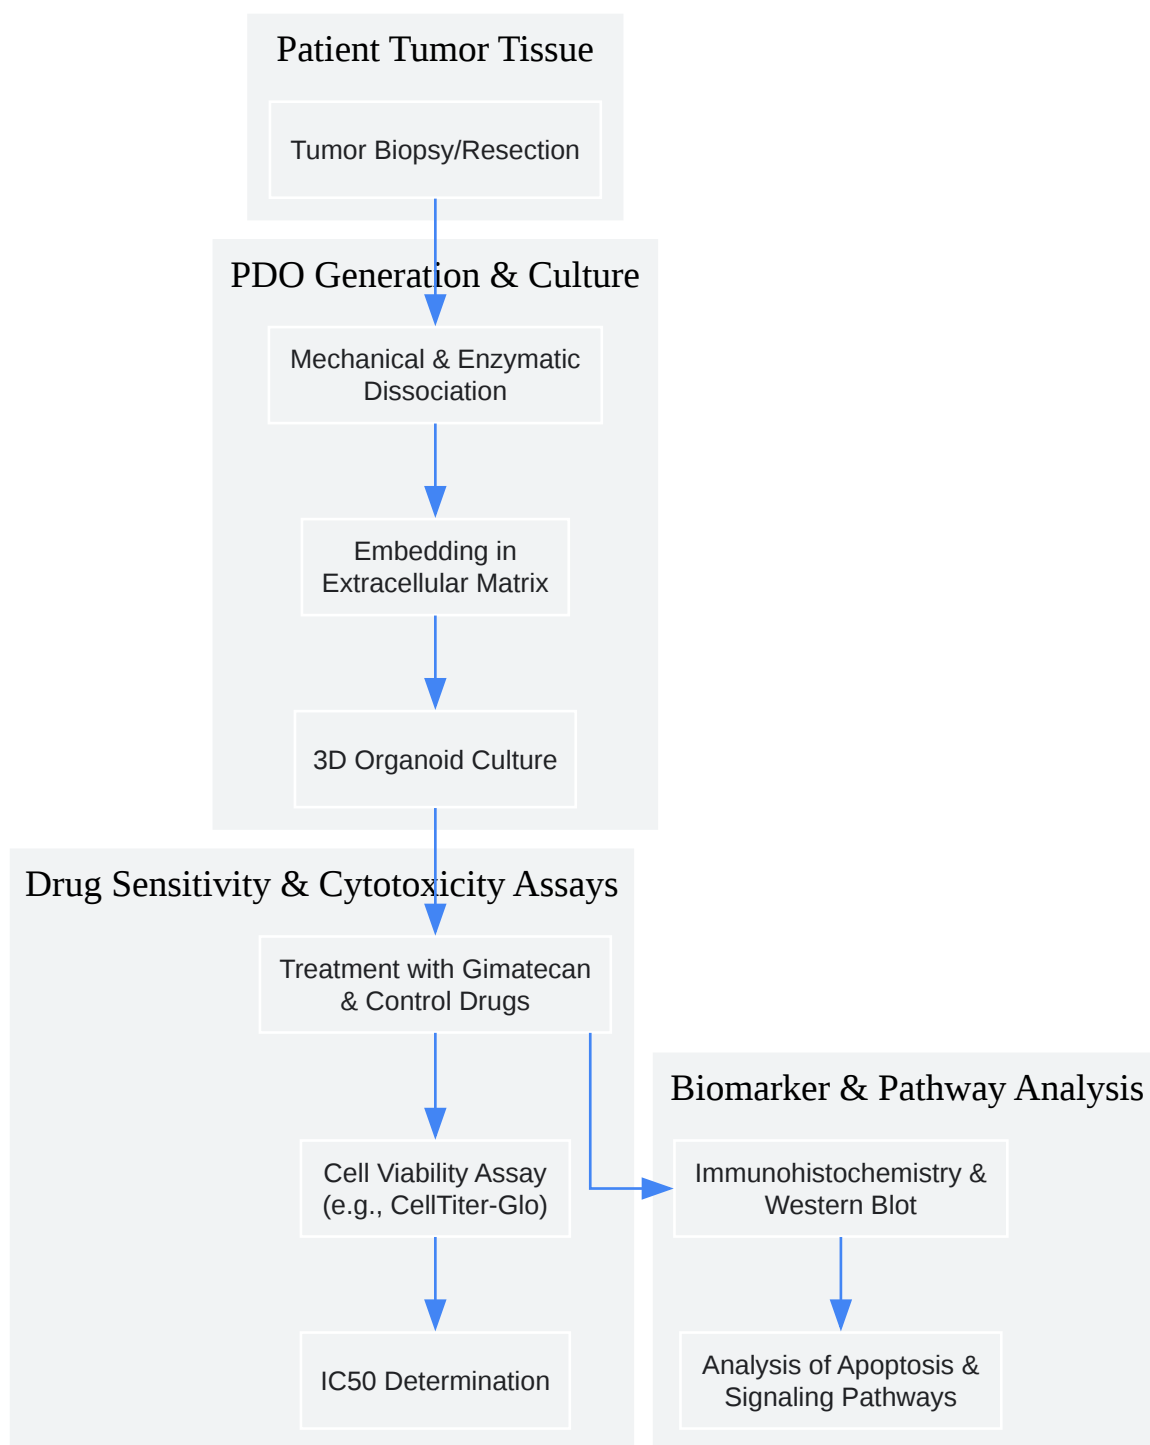 Patient Tumor Tissue
Tumor Biopsy/Resection
PDO Generation & Culture
Mechanical & Enzymatic
Dissociation
Embedding in
Extracellular Matrix
3D Organoid Culture
Drug Sensitivity & Cytotoxicity Assays
Treatment with Gimatecan
& Control Drugs
Cell Viability Assay
(e.g., CellTiter-Glo)
IC50 Determination
Biomarker & Pathway Analysis
Immunohistochemistry &
Western Blot
Analysis of Apoptosis &
Signaling Pathways